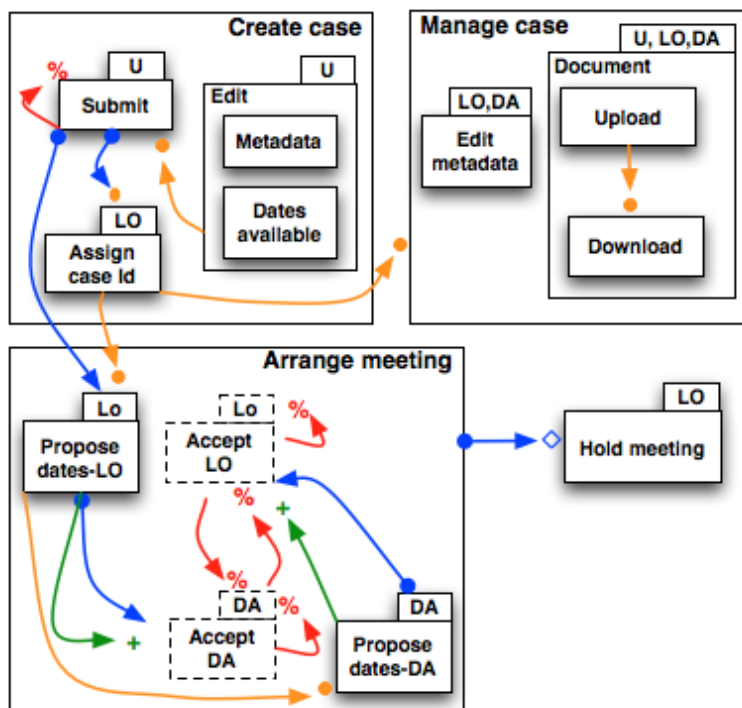 Create case
U
%
Submit
U
Edit
Metadata
Dates
available
LO
Assign
case Id
Manage case
U, LO,DA
Document
LO,DA
Edit
metadata
Upload
Download
Arrange meeting
Lo
Propose
dates-LO
Lo
%
Accept
LO
%
+
%
DA
%
Accept
DA
+
DA
Propose
dates-DA
LO
Hold meeting